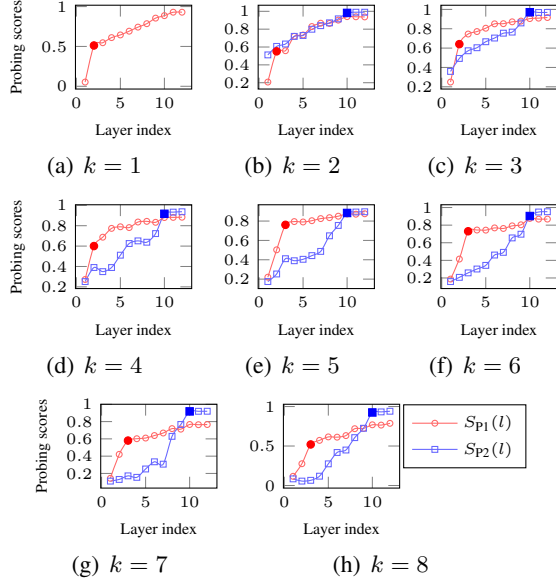 Probing scores
1
0.5
0
0 5 10
Layer index
(a) k = 1
1
0.8
0.6
0.4
0.2
0 5 10
Layer index
(b) k = 2
1
0.8
0.6
0.4
0.2
0 5 10
Layer index
(c) k = 3
Probing scores
1
0.8
0.6
0.4
0.2
0 5 10
Layer index
(d) k = 4
1
0.8
0.6
0.4
0.2
0 5 10
Layer index
(e) k = 5
1
0.8
0.6
0.4
0.2
0 5 10
Layer index
(f) k = 6
Probing scores
1
0.8
0.6
0.4
0.2
0 5 10
Layer index
(g) k = 7
1
0.5
0
0 5 10
Layer index
(h) k = 8
S_P1(l)
S_P2(l)